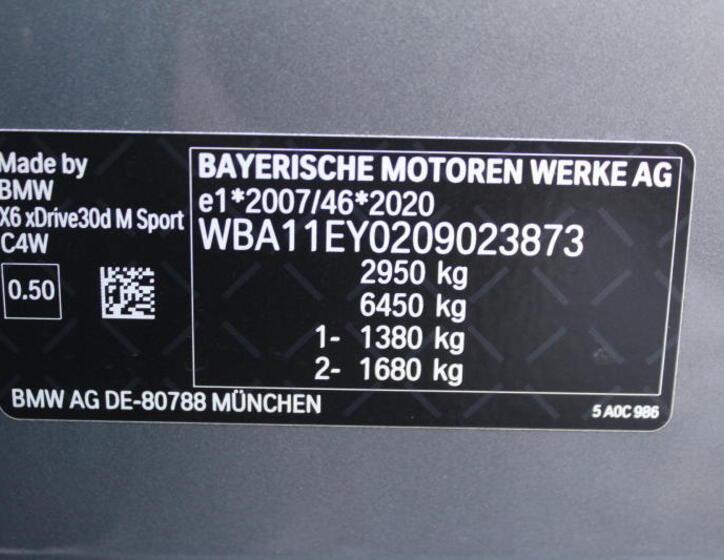 Made by
BMW
X6 xDrive30d M Sport
C4W
0.50
BAYERISCHE MOTOREN WERKE AG
e1*2007/46*2020
WBA11EY0209023873
2950 kg
6450 kg
1- 1380 kg
2- 1680 kg
BMW AG DE-80788 MÜNCHEN
5 A0C 986